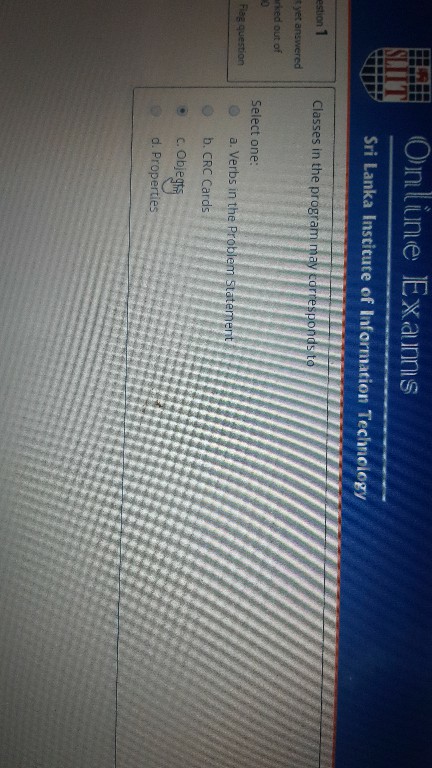 Online Exams
SLIIT
Sri Lanka Institute of Information Technology
estion 1
t yet answered
rked out of
Flag question
Classes in the program may corresponds to
Select one:
a. Verbs in the Problem Statement
b. CRC Cards
c. Objects
d. Properties